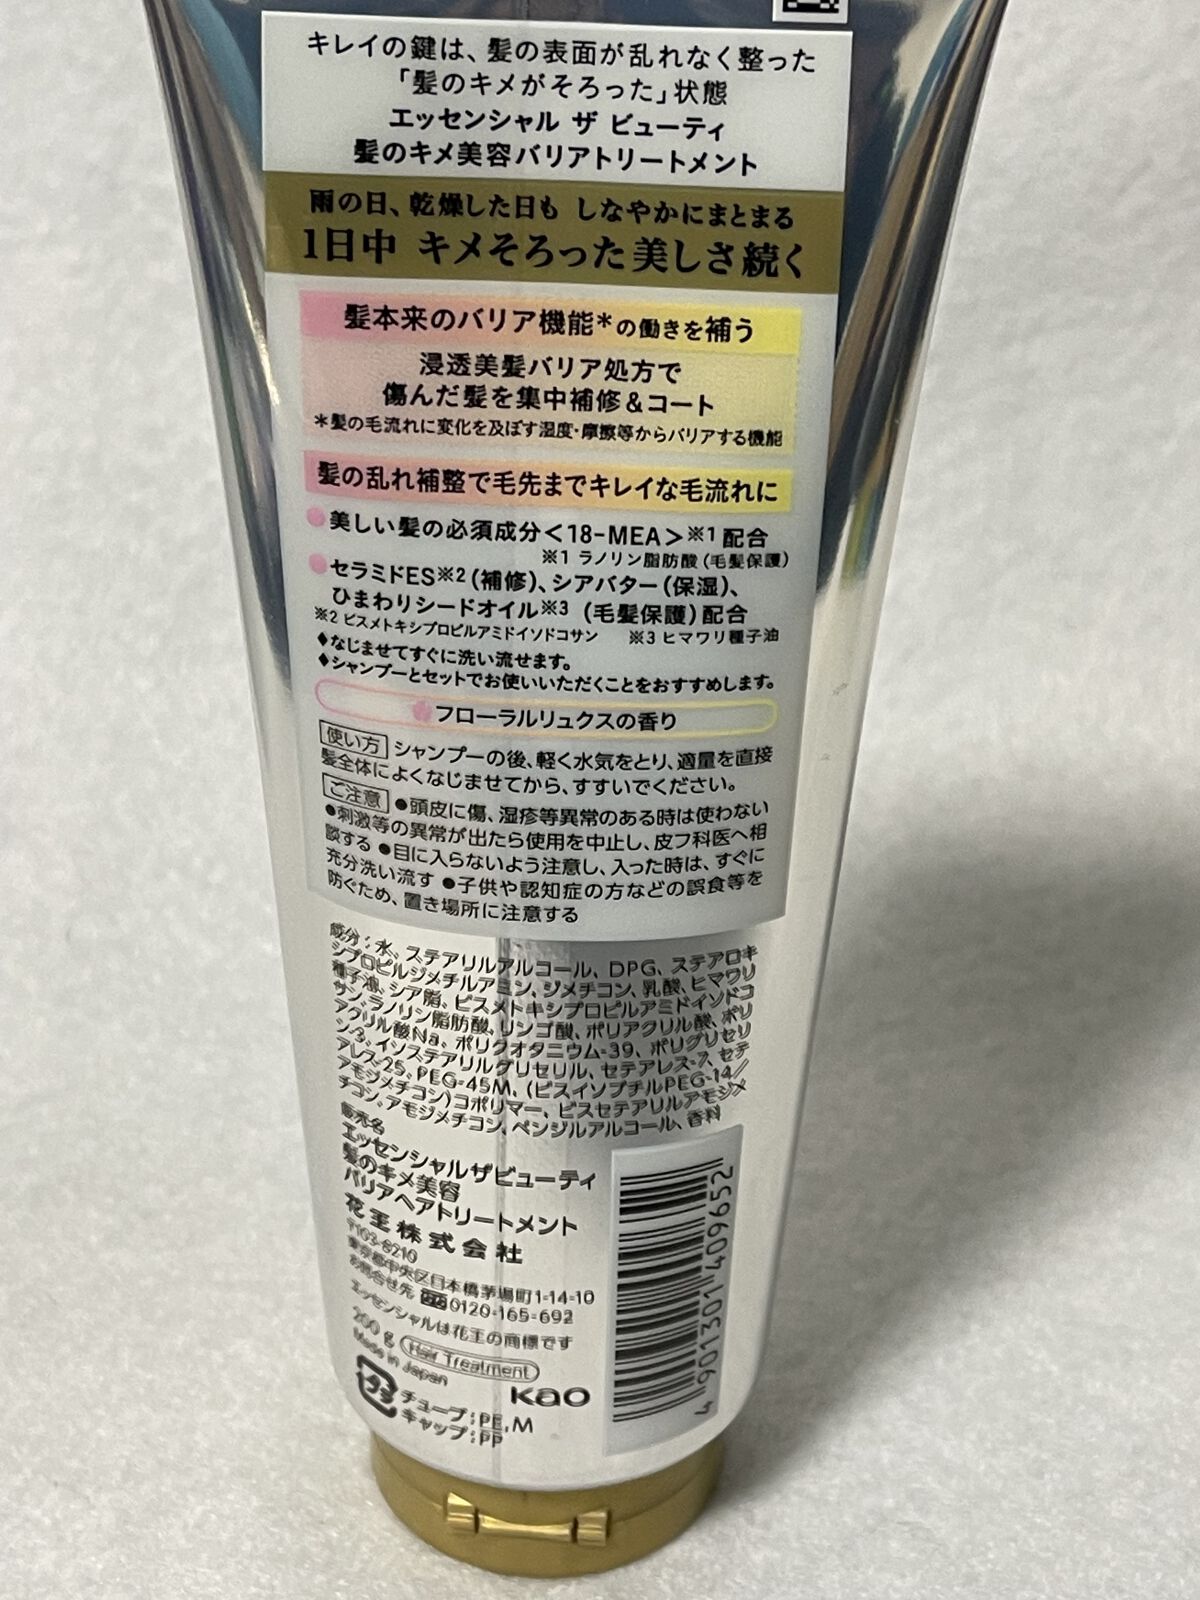 キレイの鍵は、髪の表面が乱れなく整った
「髪のキメがそろった」状態
エッセンシャル ザ ビューティ
髪のキメ美容バリアトリートメント
雨の日、乾燥した日も しなやかにまとまる
1日中 キメそろった美しさ続く
髪本来のバリア機能*の働きを補う
浸透美髪バリア処方で
傷んだ髪を集中補修&コート
*髪の毛流れに変化を及ぼす湿度・摩擦等からバリアする機能
髪の乱れ補整で毛先までキレイな毛流れに
●美しい髪の必須成分<18-MEA>※1配合
※1 ラノリン脂肪酸(毛髪保護)
●セラミドES※2(補修)、シアバター(保湿)、
ひまわりシードオイル※3(毛髪保護)配合
※2 ビスメトキシプロピルアミドイソドコサン ※3 ヒマワリ種子油
♦なじませてすぐに洗い流せます。
♦シャンプーとセットでお使いいただくことをおすすめします。
フローラルリュクスの香り
使い方 シャンプーの後、軽く水気をとり、適量を直接
髪全体によくなじませてから、すすいでください。
ご注意 ●頭皮に傷、湿疹等異常のある時は使わない
●刺激等の異常が出たら使用を中止し、皮フ科医へ相
談する ●目に入らないよう注意し、入った時は、すぐに
充分洗い流す ●子供や認知症の方などの誤食等を
防ぐため、置き場所に注意する
成分:水、ステアリルアルコール、DPG、ステアロキ
シプロピルジメチルアミン、ジメチコン、乳酸、ヒマワリ
種子油、シア脂、ビスメトキシプロピルアミドイソドコ
サン、ラノリン脂肪酸、リンゴ酸、ポリアクリル酸、ポリ
アクリル酸Na、ポリクオタニウム-39、ポリグリセリ
ン-3、イソステアリルグリセリル、セテアレス-7、セテ
アレス-25、PEG-45M、(ビスイソブチルPEG-14/
アモジメチコン)コポリマー、ビスセテアリルアモジメ
チコン、アモジメチコン、ベンジルアルコール、香料
販売名
エッセンシャルザビューティ
髪のキメ美容
バリアヘアトリートメント
花王株式会社
〒103-8210
東京都中央区日本橋茅場町1-14-10
お問合せ先 0120-165-692
エッセンシャルは花王の商標です
200g Hair Treatment
Made in Japan
Kao
チューブ:PE,M
キャップ:PP
4 901301 409652